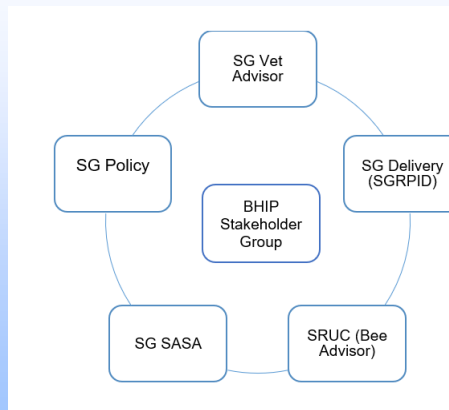 SG Vet
Advisor
SG Policy
SG Delivery
(SGRPID)
BHIP
Stakeholder
Group
SG SASA
SRUC (Bee
Advisor)